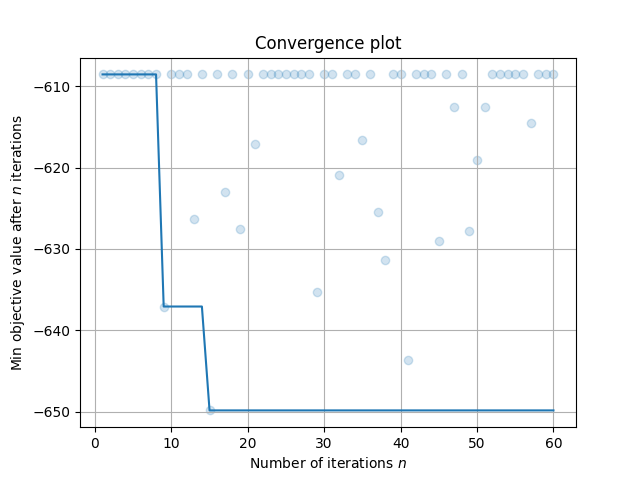 Convergence plot
Min objective value after n iterations
−610
−620
−630
−640
−650
0 10 20 30 40 50 60
Number of iterations n